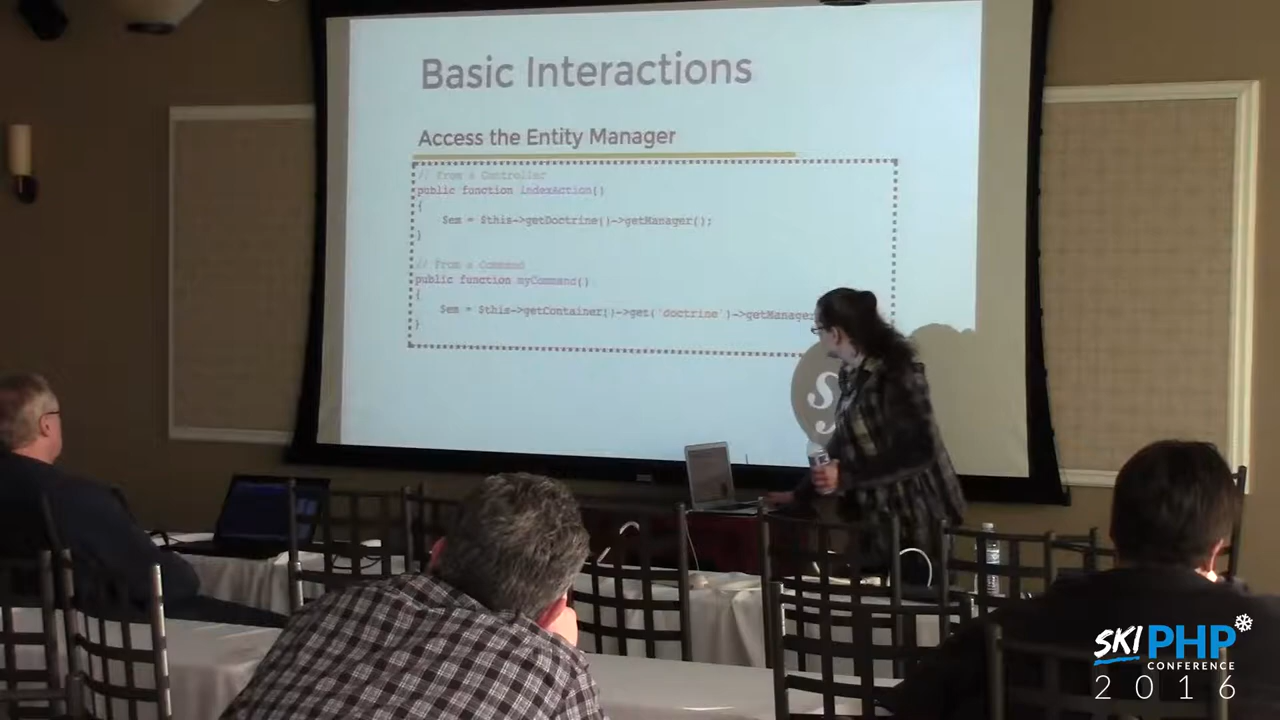 Basic Interactions
Access the Entity Manager
// From a Controller
public function indexAction()
{
$em = $this->getDoctrine()->getManager();
}
// From a Command
public function myCommand()
{
$em = $this->getContainer()->get('doctrine')->getManager
}
SKI PHP
CONFERENCE
2016